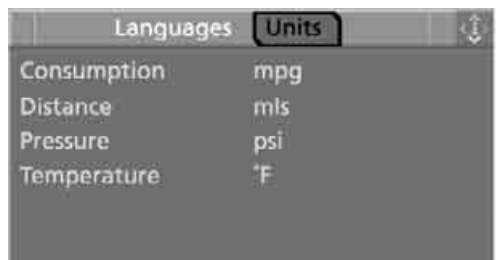 Languages Units
Consumption mpg
Distance mls
Pressure psi
Temperature °F